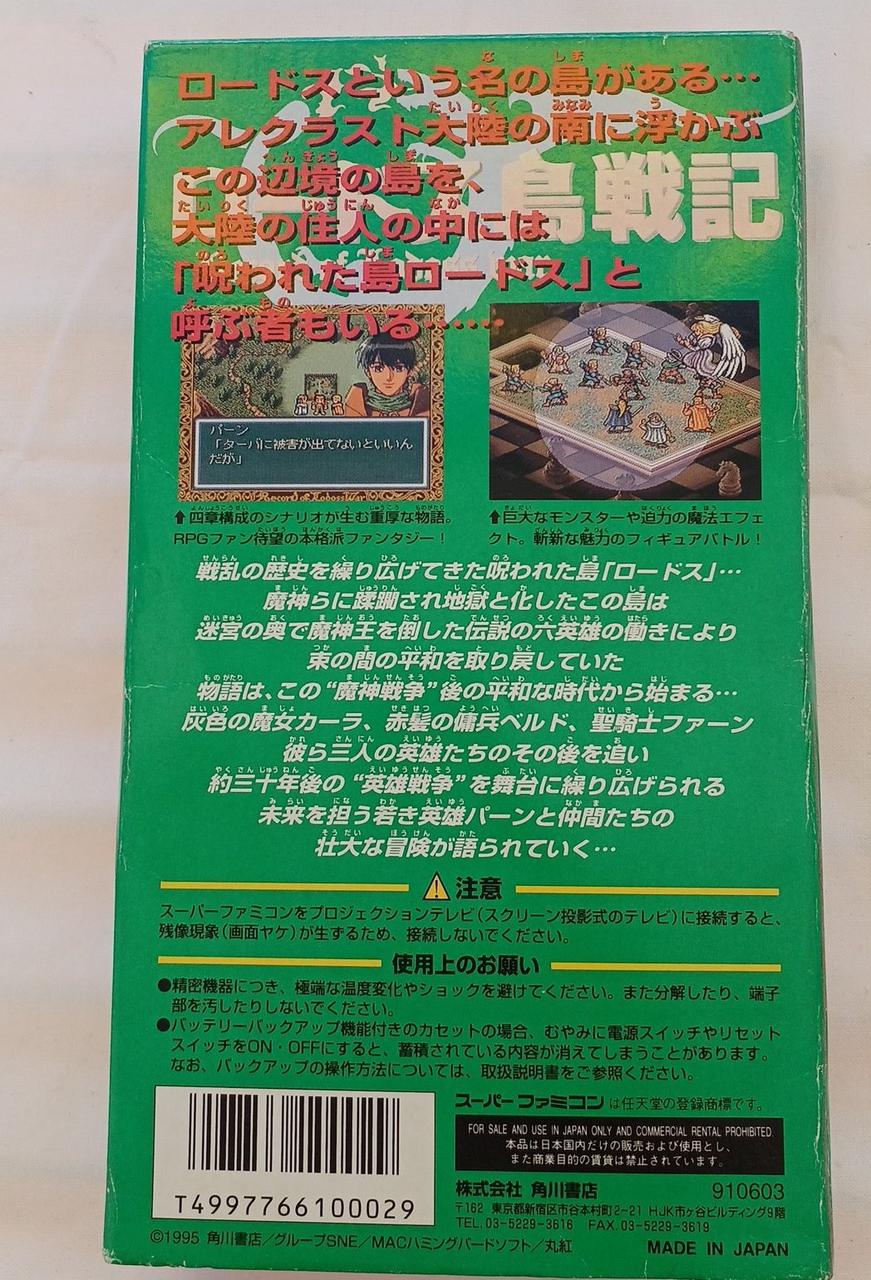 ロードスという名の島がある…
アレクラスト大陸の南に浮かぶ
この辺境の島を、
島戦記
大陸の住人の中には
「呪われた島ロードス」と
呼ぶ者もいる……
パーン
「ターバに被害が出てないといいん
だが」
Record of Lodoss War
⬆四章構成のシナリオが生む重厚な物語。
RPGファン待望の本格派ファンタジー！
⬆巨大なモンスターや迫力の魔法エフェ
クト。斬新な魅力のフィギュアバトル！
戦乱の歴史を繰り広げてきた呪われた島「ロードス」…
魔神らに蹂躙され地獄と化したこの島は
迷宮の奥で魔神王を倒した伝説の六英雄の働きにより
束の間の平和を取り戻していた
物語は、この“魔神戦争”後の平和な時代から始まる…
灰色の魔女カーラ、赤髪の傭兵ベルド、聖騎士ファーン
彼ら三人の英雄たちのその後を追い
約三十年後の“英雄戦争”を舞台に繰り広げられる
未来を担う若き英雄パーンと仲間たちの
壮大な冒険が語られていく…
注意
スーパーファミコンをプロジェクションテレビ（スクリーン投影式のテレビ）に接続すると、
残像現象（画面ヤケ）が生ずるため、接続しないでください。
使用上のお願い
●精密機器につき、極端な温度変化やショックを避けてください。また分解したり、端子
部を汚したりしないでください。
●バッテリーバックアップ機能付きのカセットの場合、むやみに電源スイッチやリセット
スイッチをON・OFFにすると、蓄積されている内容が消えてしまうことがあります。
なお、バックアップの操作方法については、取扱説明書をご参照ください。
スーパーファミコンは任天堂の登録商標です。
FOR SALE AND USE IN JAPAN ONLY AND COMMERCIAL RENTAL PROHIBITED.
本品は日本国内だけの販売および使用とし、
また商業目的の賃貸は禁止されています。
T4997766100029
株式会社 角川書店 910603
〒162 東京都新宿区市谷本村町2-21 HJK市ヶ谷ビルディング9階
TEL.03-5229-3616 FAX.03-5229-3619
©1995 角川書店／グループSNE／MACハミングバードソフト／丸紅
MADE IN JAPAN